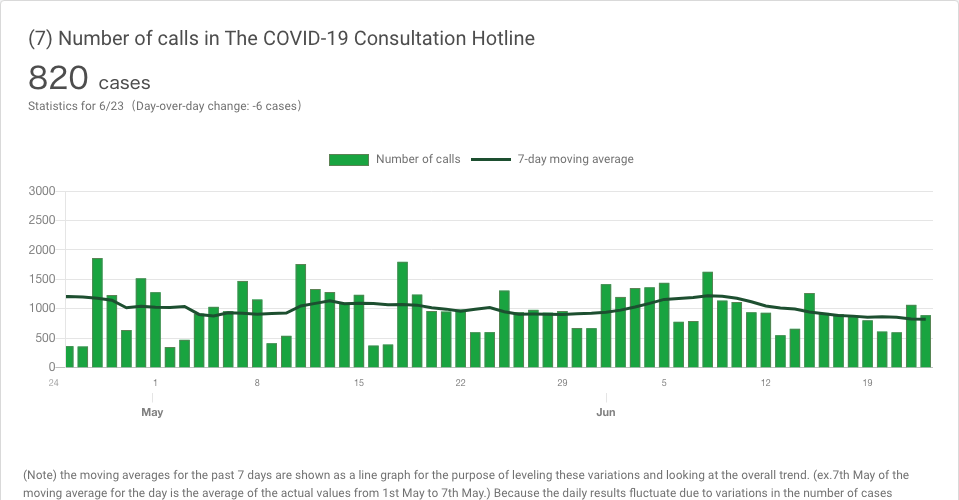 (7) Number of calls in The COVID-19 Consultation Hotline
820 cases
Statistics for 6/23 (Day-over-day change: -6 cases)
Number of calls 7-day moving average
3000
2500
2000
1500
1000
500
0
24 1 8 15 22 29 5 12 19
May Jun
(Note) the moving averages for the past 7 days are shown as a line graph for the purpose of leveling these variations and looking at the overall trend. (ex.7th May of the
moving average for the day is the average of the actual values from 1st May to 7th May.) Because the daily results fluctuate due to variations in the number of cases